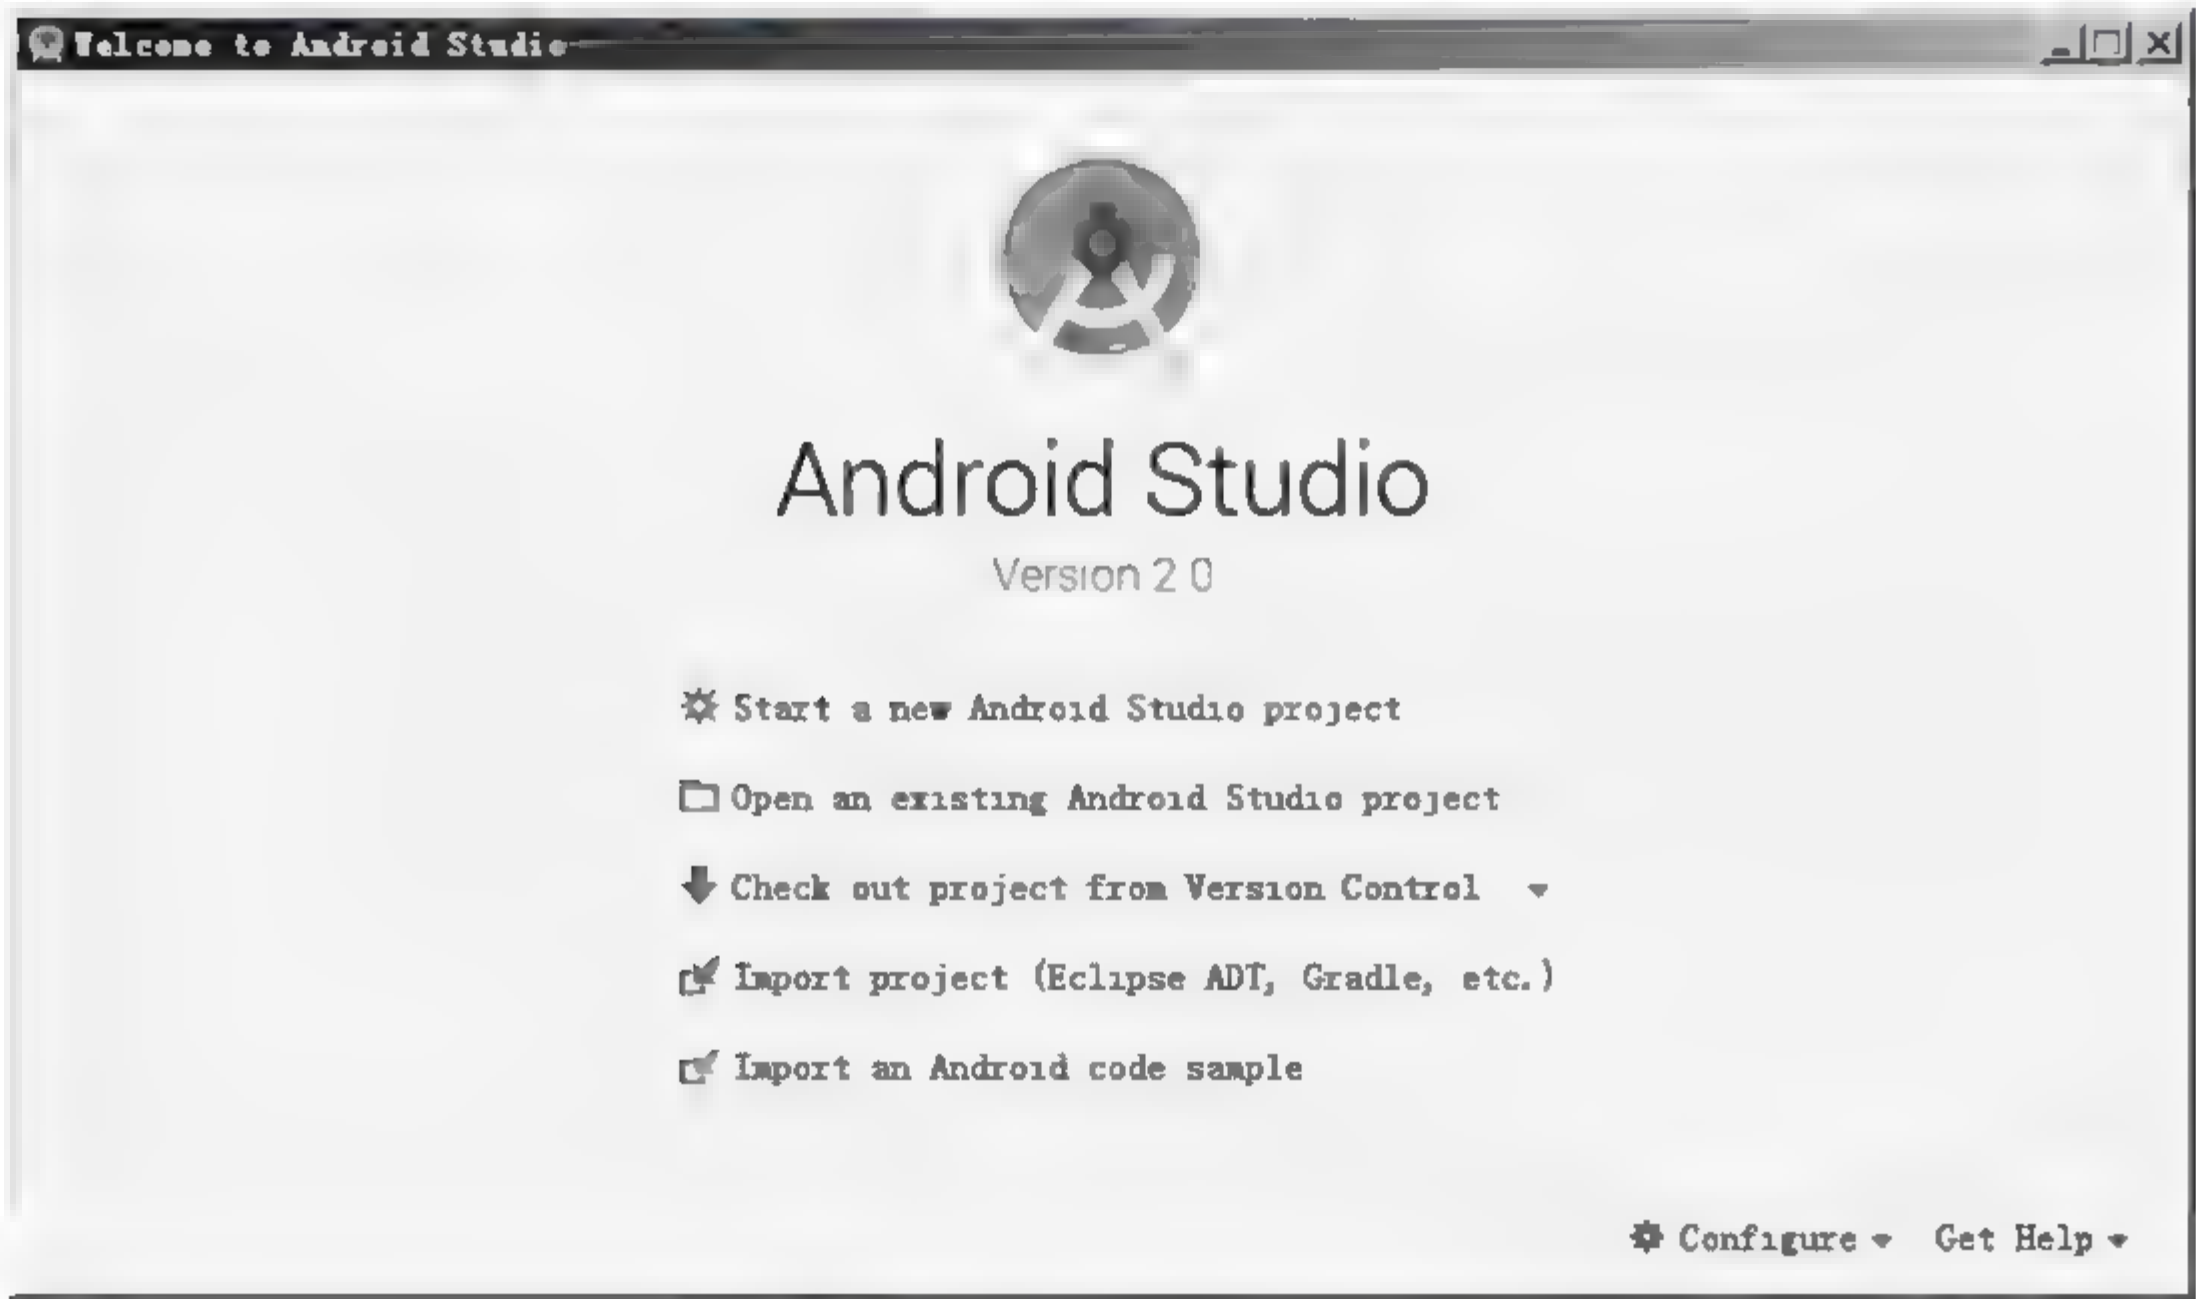 Welcome to Android Studio
Android Studio
Version 2 0
Start a new Android Studio project
Open an existing Android Studio project
Check out project from Version Control
Import project (Eclipse ADT, Gradle, etc.)
Import an Android code sample
Configure Get Help